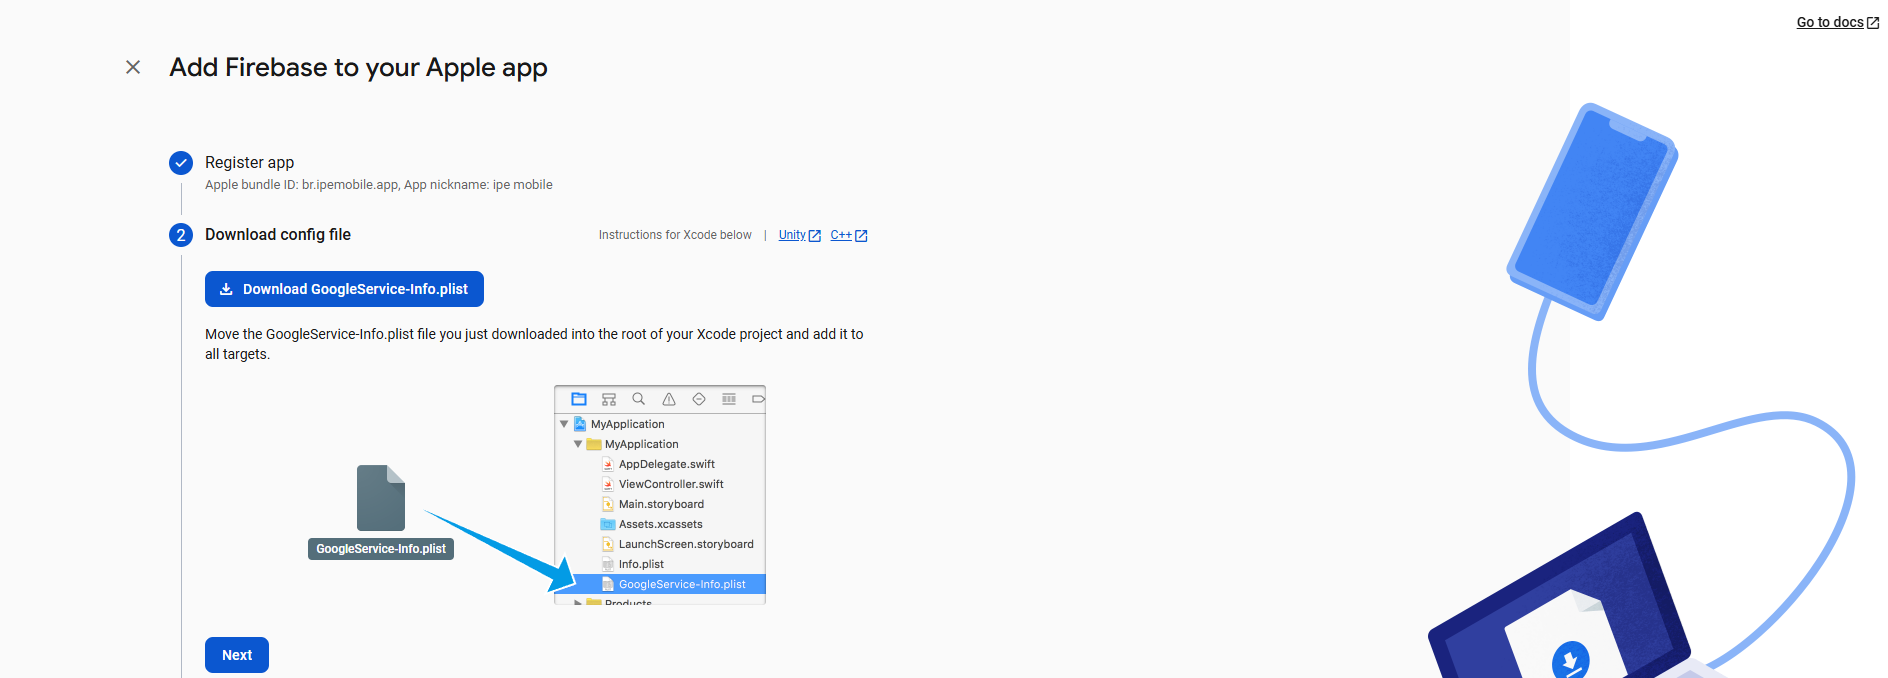 Go to docs
Add Firebase to your Apple app
Register app
Apple bundle ID: br.ipemobile.app, App nickname: ipe mobile
2 Download config file
Instructions for Xcode below | Unity C++
Download GoogleService-Info.plist
Move the GoogleService-Info.plist file you just downloaded into the root of your Xcode project and add it to
all targets.
GoogleService-Info.plist
MyApplication
MyApplication
AppDelegate.swift
ViewController.swift
Main.storyboard
Assets.xcassets
LaunchScreen.storyboard
Info.plist
GoogleService-Info.plist
Products
Next